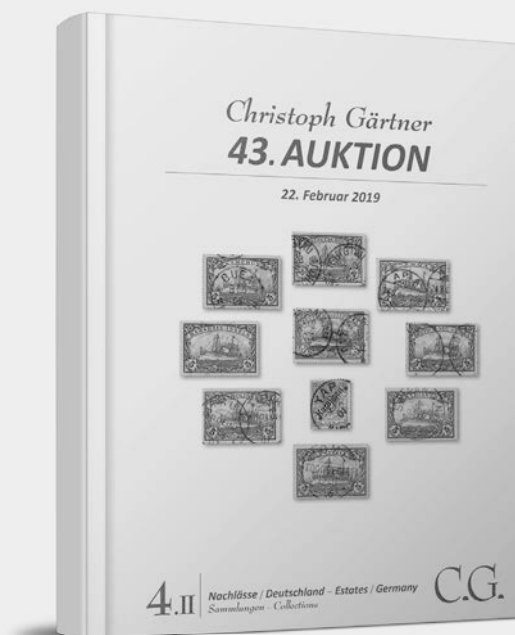 Christoph Gärtner
43. AUKTION
22. Februar 2019
4.II
Nachlässe / Deutschland – Estates / Germany
Sammlungen - Collections
C.G.